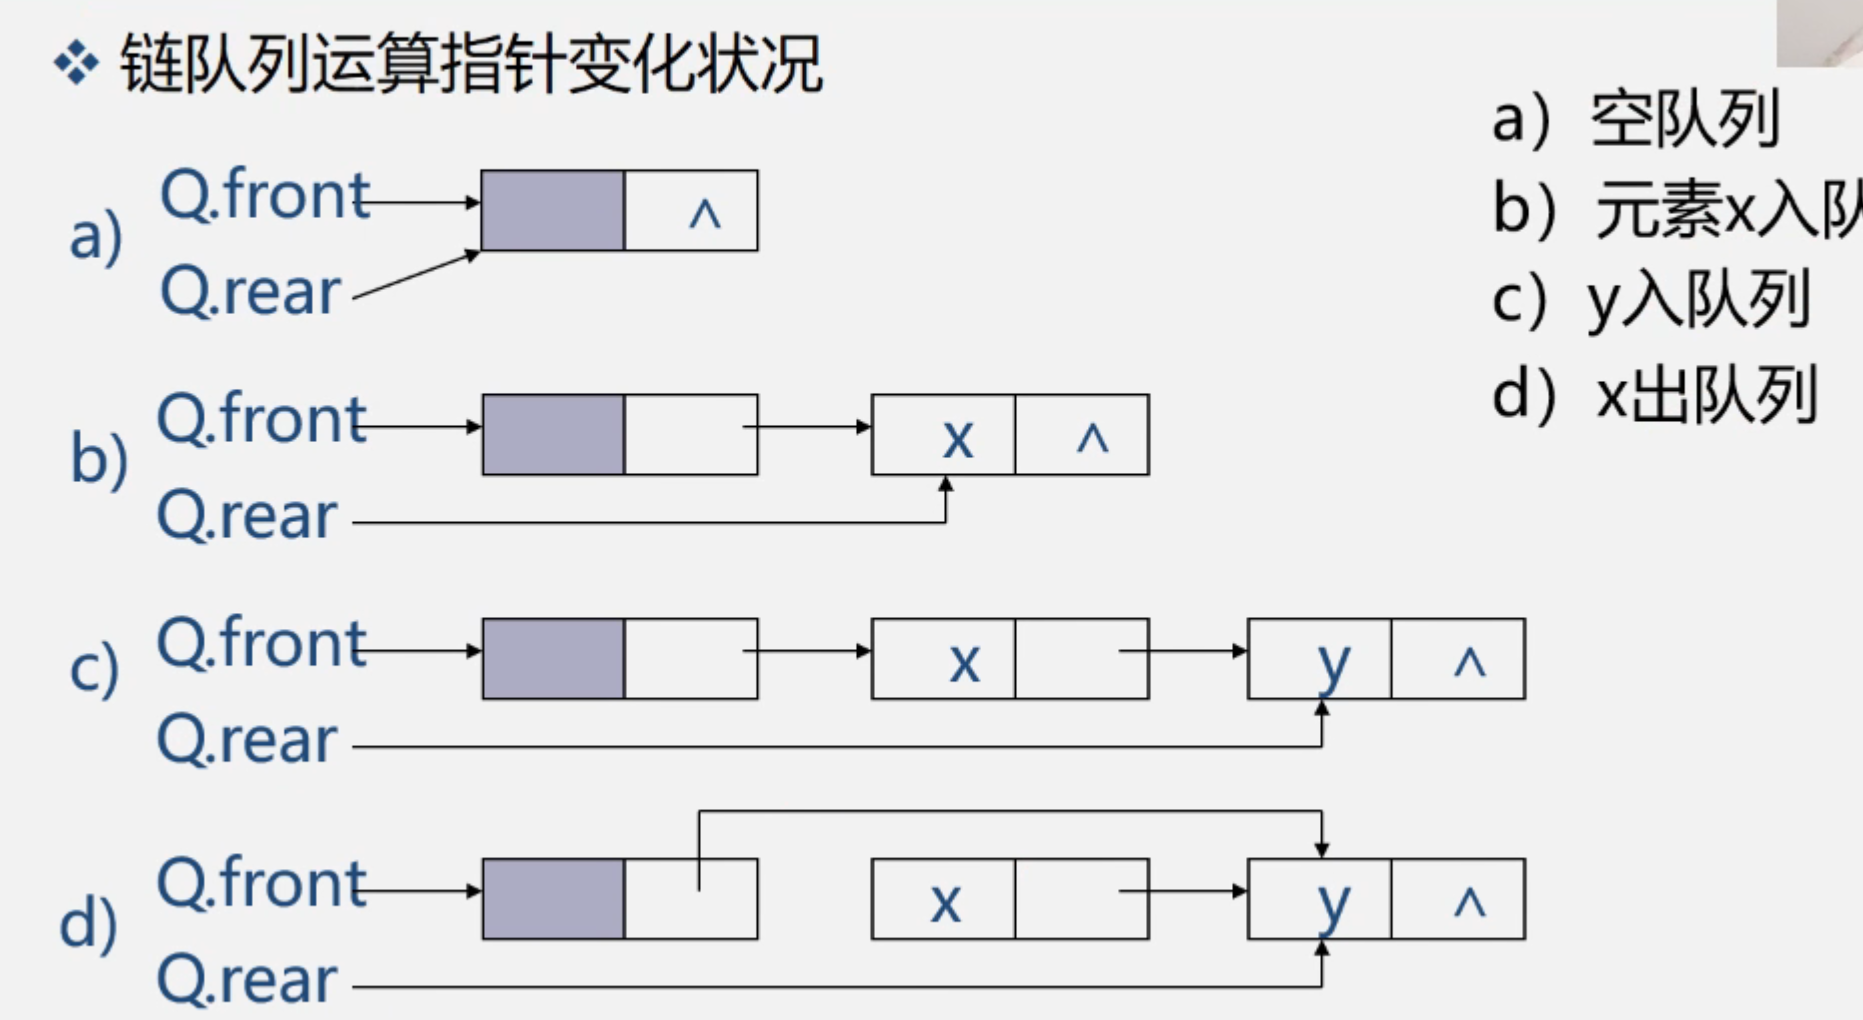 ❖ 链队列运算指针变化状况
a) 空队列
b) 元素x入队
c) y入队列
d) x出队列
a)
Q.front
^
Q.rear
b)
Q.front
x ^
Q.rear
c)
Q.front
x y ^
Q.rear
d)
Q.front
x y ^
Q.rear